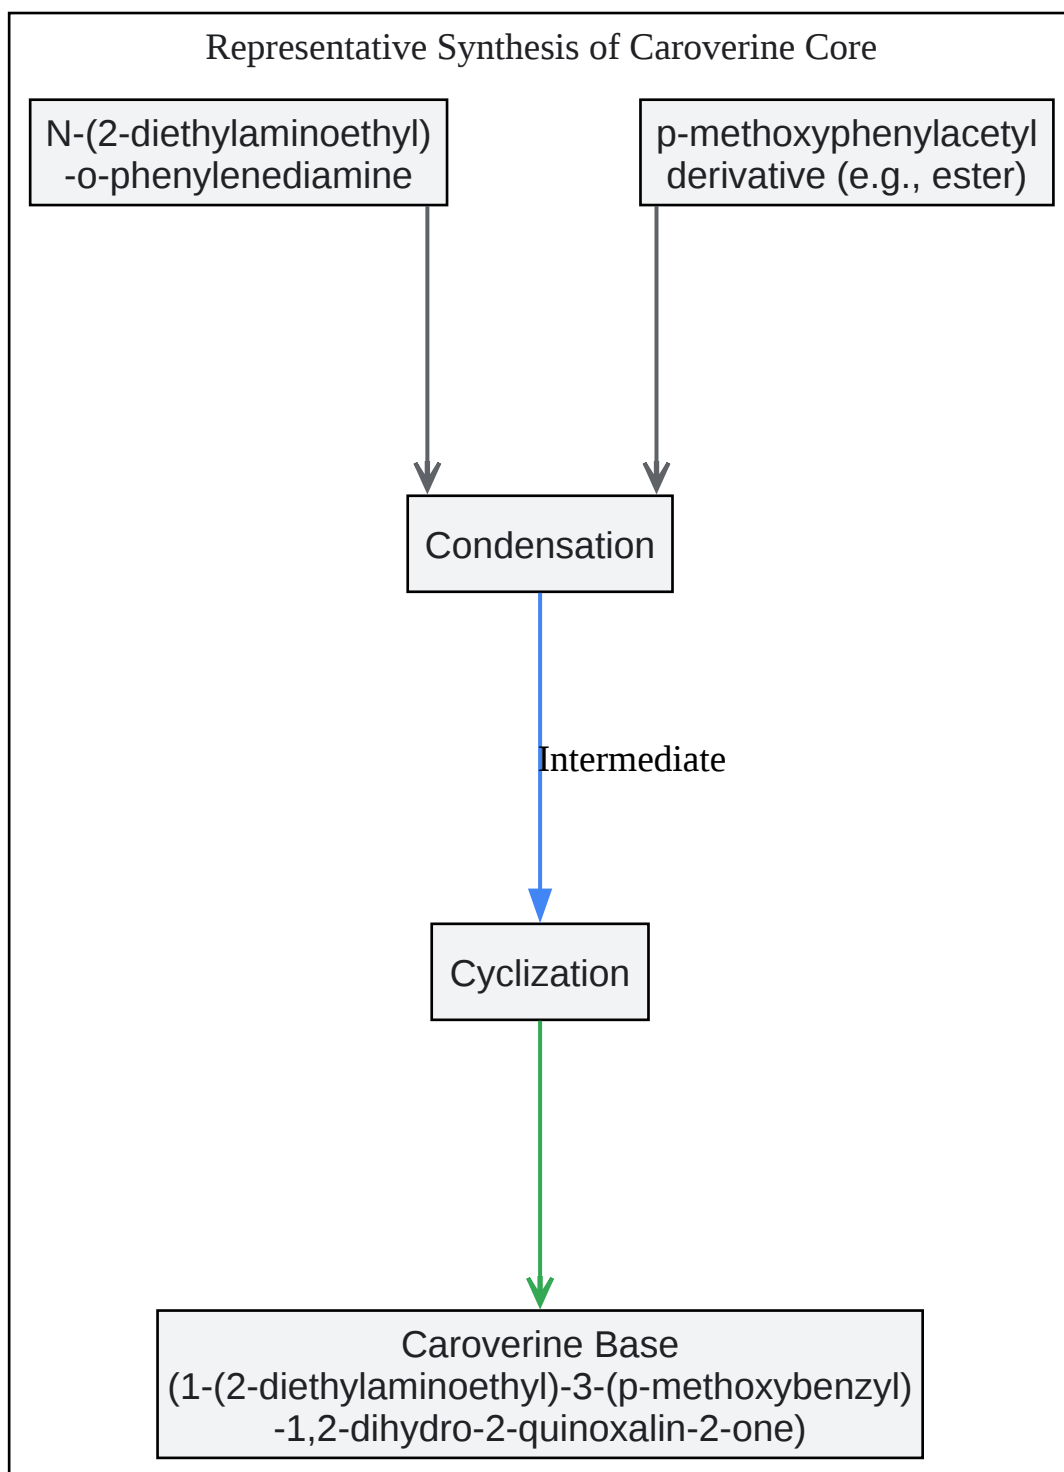 Representative Synthesis of Caroverine Core
N-(2-diethylaminoethyl)
-o-phenylenediamine
p-methoxyphenylacetyl
derivative (e.g., ester)
Condensation
Intermediate
Cyclization
Caroverine Base
(1-(2-diethylaminoethyl)-3-(p-methoxybenzyl)
-1,2-dihydro-2-quinoxalin-2-one)